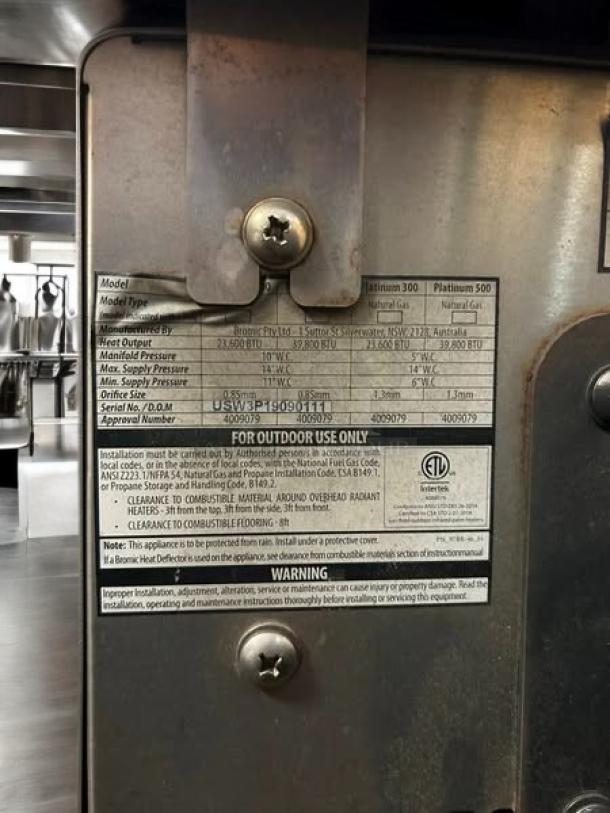 Model 0 latinum 300 Platinum 500
Model Type Natural Gas Natural Gas
(model indicated
Manufactured By Bromic Pty Ltd - 1 Suttor St Silverwater, NSW, 2128, Australia
Heat Output 23,600 BTU 39,800 BTU 23,600 BTU 39,800 BTU
Manifold Pressure 10"W.C. 5"W.C.
Max. Supply Pressure 14"W.C. 14"W.C.
Min. Supply Pressure 11"W.C. 6"W.C.
Orifice Size 0.85mm 0.85mm 1.3mm 1.3mm
Serial No. / D.O.M USW3P19090111
Approval Number 4009079 4009079 4009079 4009079
FOR OUTDOOR USE ONLY
Installation must be carried out by Authorised person/s in accordance with
local codes, or in the absence of local codes, with the National Fuel Gas Code,
ANSI Z223.1/NFPA 54, Natural Gas and Propane Installation Code, CSA B149.1,
or Propane Storage and Handling Code, B149.2.
- CLEARANCE TO COMBUSTIBLE MATERIAL AROUND OVERHEAD RADIANT
HEATERS - 3ft from the top, 3ft from the side, 3ft from front.
- CLEARANCE TO COMBUSTIBLE FLOORING - 8ft
ETL
Intertek
4009079
Note: This appliance is to be protected from rain. Install under a protective cover.
If a Bromic Heat Deflector is used on the appliance, see clearance from combustible materials section of instruction manual
WARNING
Inproper Installation, adjustment, alteration, service or maintenance can cause injury or property damage. Read the
installation, operating and maintenance instructions thoroughly before installing or servicing this equipment.